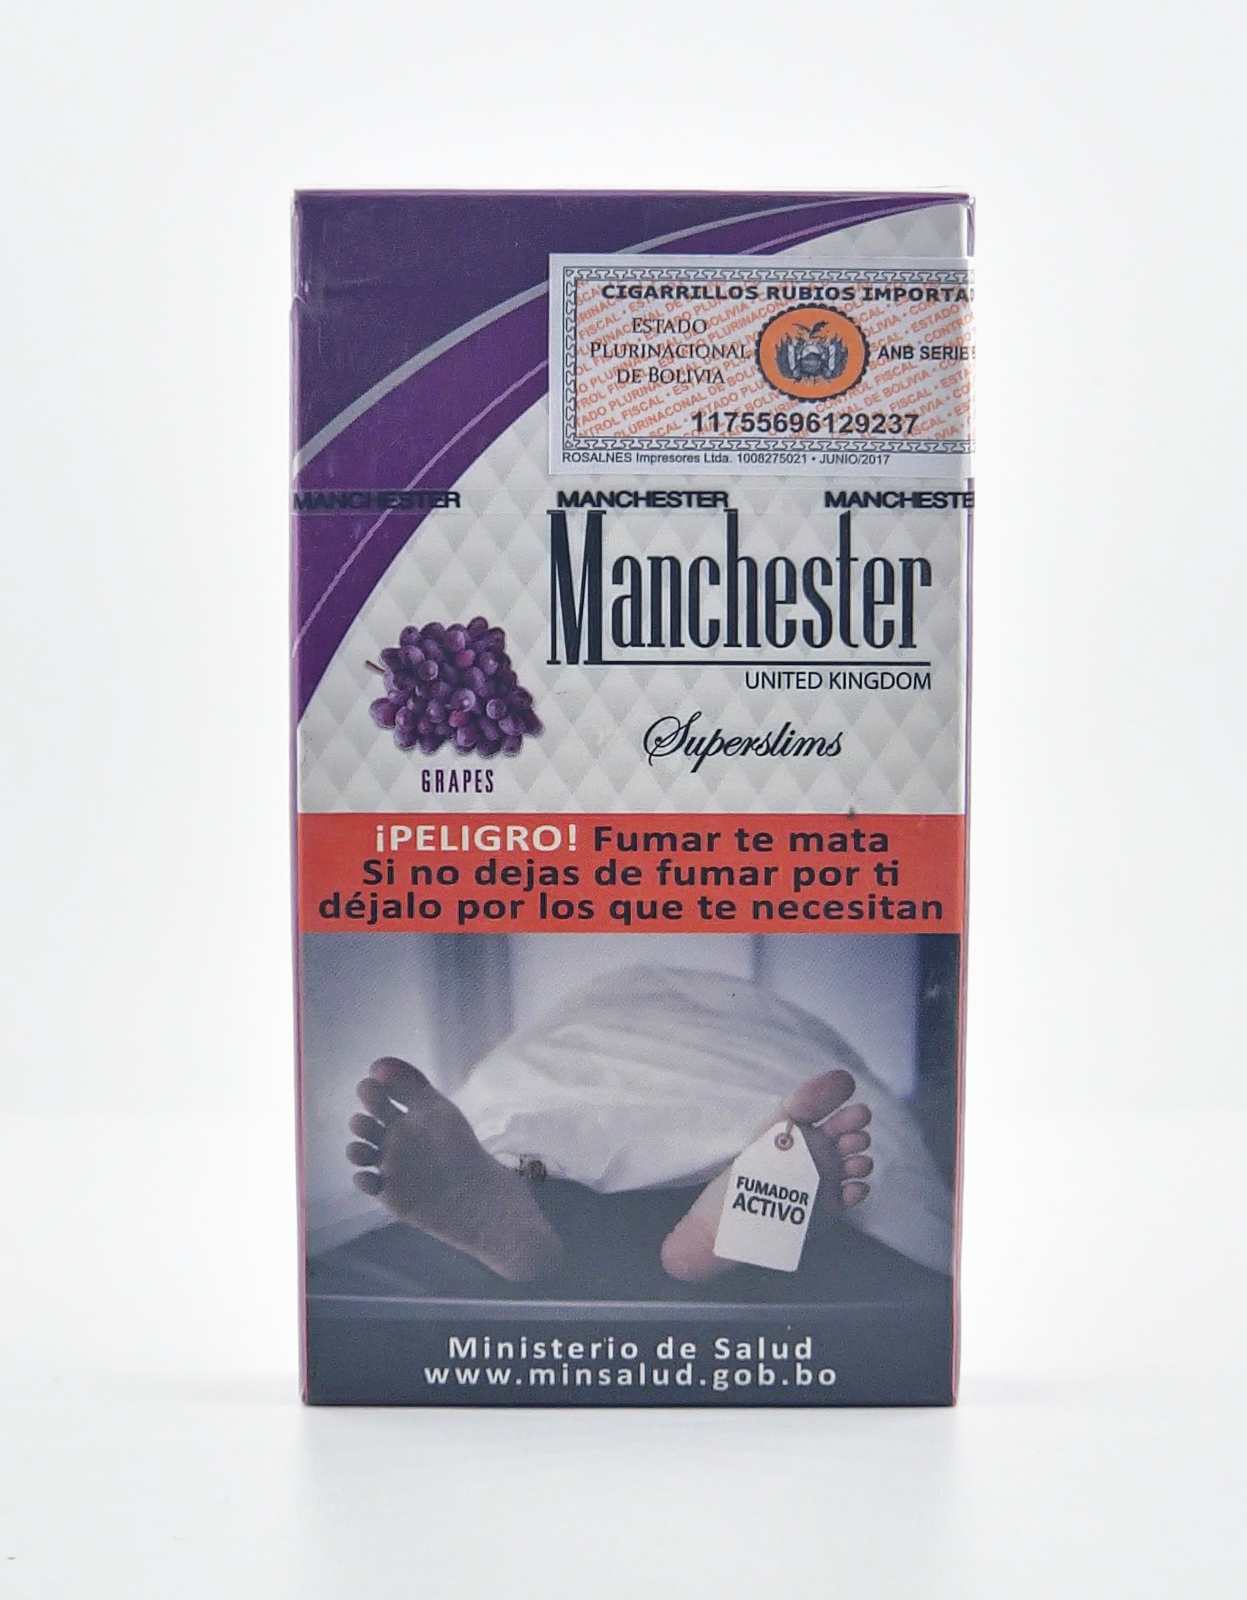 CIGARRILLOS RUBIOS IMPORTA
ESTADO
PLURINACIONAL
DE BOLIVIA
ANB SERIE
11755696129237
ROSALNES Impresores Ltda. 1008275021 • JUNIO/2017
MANCHESTER MANCHESTER MANCHESTE
Manchester
UNITED KINGDOM
Superslims
GRAPES
¡PELIGRO! Fumar te mata
Si no dejas de fumar por ti
déjalo por los que te necesitan
FUMADOR
ACTIVO
Ministerio de Salud
www.minsalud.gob.bo